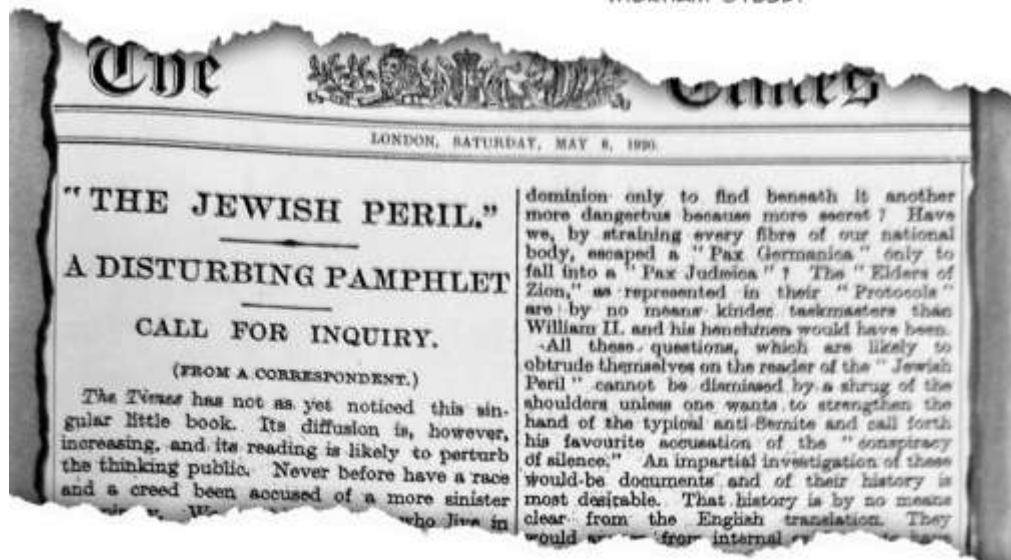 The Times
LONDON, SATURDAY, MAY 8, 1920.
"THE JEWISH PERIL."
A DISTURBING PAMPHLET
CALL FOR INQUIRY.
(FROM A CORRESPONDENT.)
The Times has not as yet noticed this sin-
gular little book. Its diffusion is, however,
increasing, and its reading is likely to perturb
the thinking public. Never before have a race
and a creed been accused of a more sinister
who live in
dominion only to find beneath it another
more dangerous because more secret ? Have
we, by straining every fibre of our national
body, escaped a " Pax Germanica " only to
fall into a " Pax Judaica " ? The " Elders of
Zion," as represented in their " Protocols "
are by no means kinder taskmasters than
William II. and his henchmen would have been.
All these questions, which are likely to
obtrude themselves on the reader of the " Jewish
Peril " cannot be dismissed by a shrug of the
shoulders unless one wants to strengthen the
hand of the typical anti-Semite and call forth
his favourite accusation of the " conspiracy
of silence." An impartial investigation of these
would-be documents and of their history is
most desirable. That history is by no means
clear from the English translation. They
would from internal